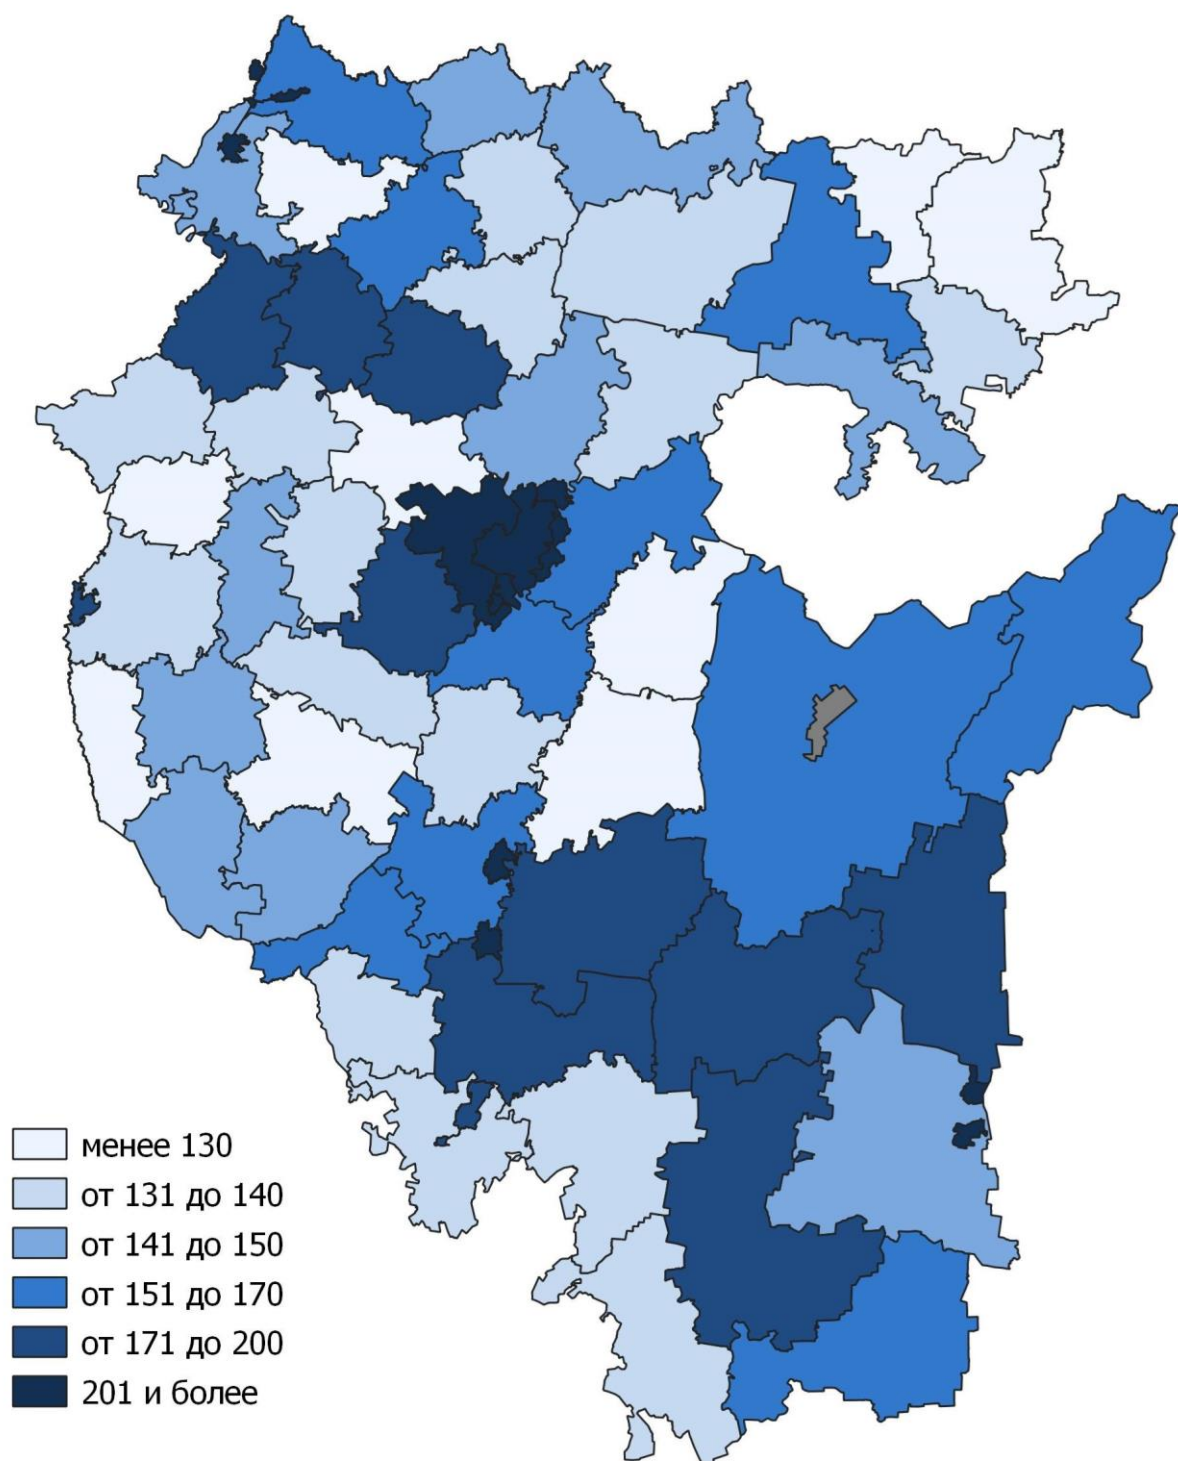 менее 130
от 131 до 140
от 141 до 150
от 151 до 170
от 171 до 200
201 и более